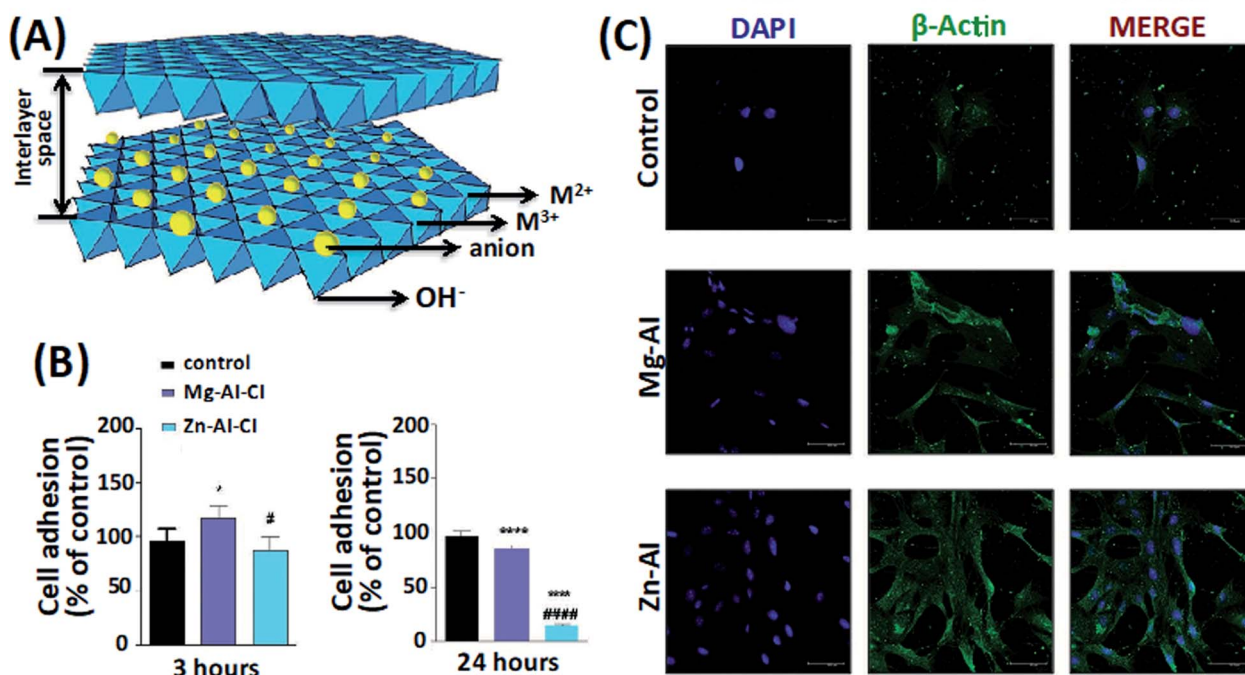 (A)
Interlayer
space
M²⁺
M³⁺
anion
OH⁻
(B)
control
Mg-Al-Cl
Zn-Al-Cl
Cell adhesion
(% of control)
200
150
100
50
0
*
#
3 hours
Cell adhesion
(% of control)
200
150
100
50
0
****
****
####
24 hours
(C)
DAPI
β-Actin
MERGE
Control
Mg-Al
Zn-Al